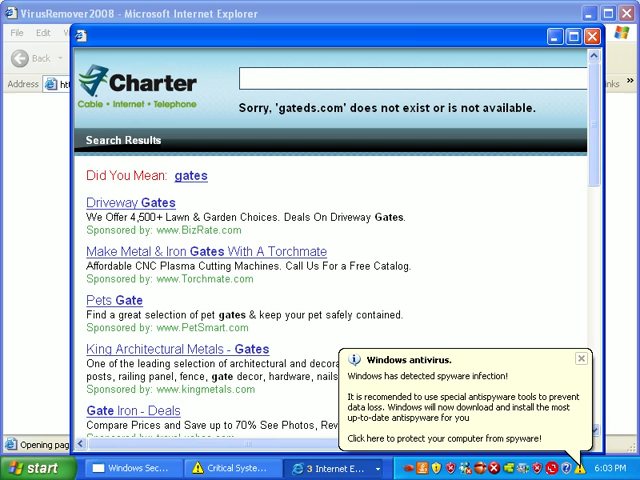 VirusRemover2008 - Microsoft Internet Explorer
File Edit
Back
Address
Charter
Cable • Internet • Telephone
Sorry, 'gateds.com' does not exist or is not available.
Search Results
Did You Mean: gates
Driveway Gates
We Offer 4,500+ Lawn & Garden Choices. Deals On Driveway Gates.
Sponsored by: www.BizRate.com
Make Metal & Iron Gates With A Torchmate
Affordable CNC Plasma Cutting Machines. Call Us For a Free Catalog.
Sponsored by: www.Torchmate.com
Pets Gate
Find a great selection of pet gates & keep your pet safely contained.
Sponsored by: www.PetSmart.com
King Architectural Metals - Gates
One of the leading selection of architectural and decora
posts, railing panel, fence, gate decor, hardware, nails
Sponsored by: www.kingmetals.com
Gate Iron - Deals
Compare Prices and Save up to 70% See Photos, Rev
Windows antivirus.
Windows has detected spyware infection!
It is recomended to use special antispyware tools to prevent
data loss. Windows will now download and install the most
up-to-date antispyware for you
Click here to protect your computer from spyware!
Opening pag
start
Windows Sec...
Critical Syste...
3 Internet E...
6:03 PM